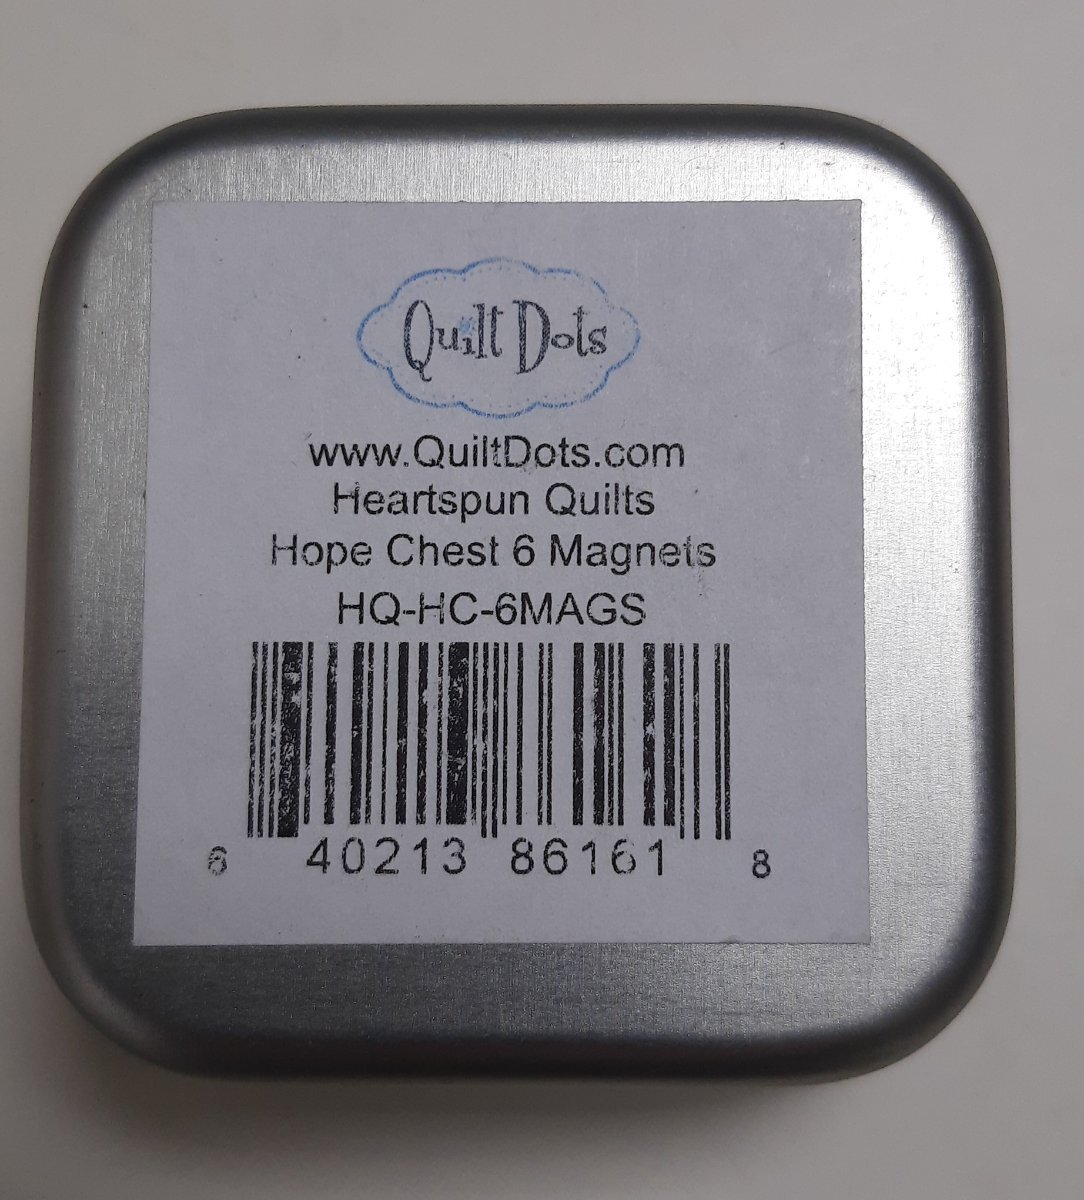 Quilt Dots
www.QuiltDots.com
Heartspun Quilts
Hope Chest 6 Magnets
HQ-HC-6MAGS
6 40213 86161 8